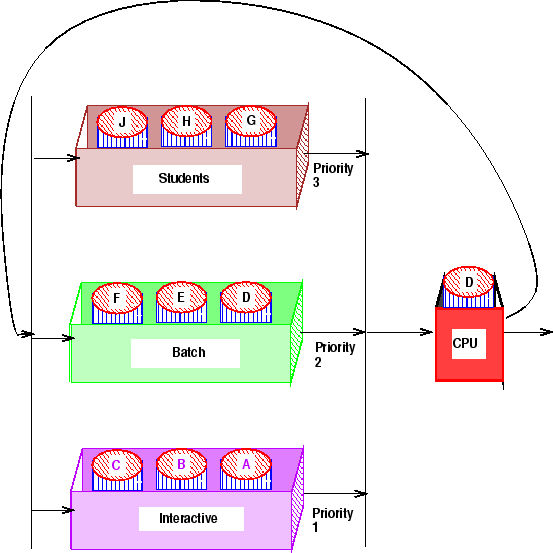 J H G
Students
Priority
3
F E D
Batch
Priority
2
D
CPU
C B A
Interactive
Priority
1